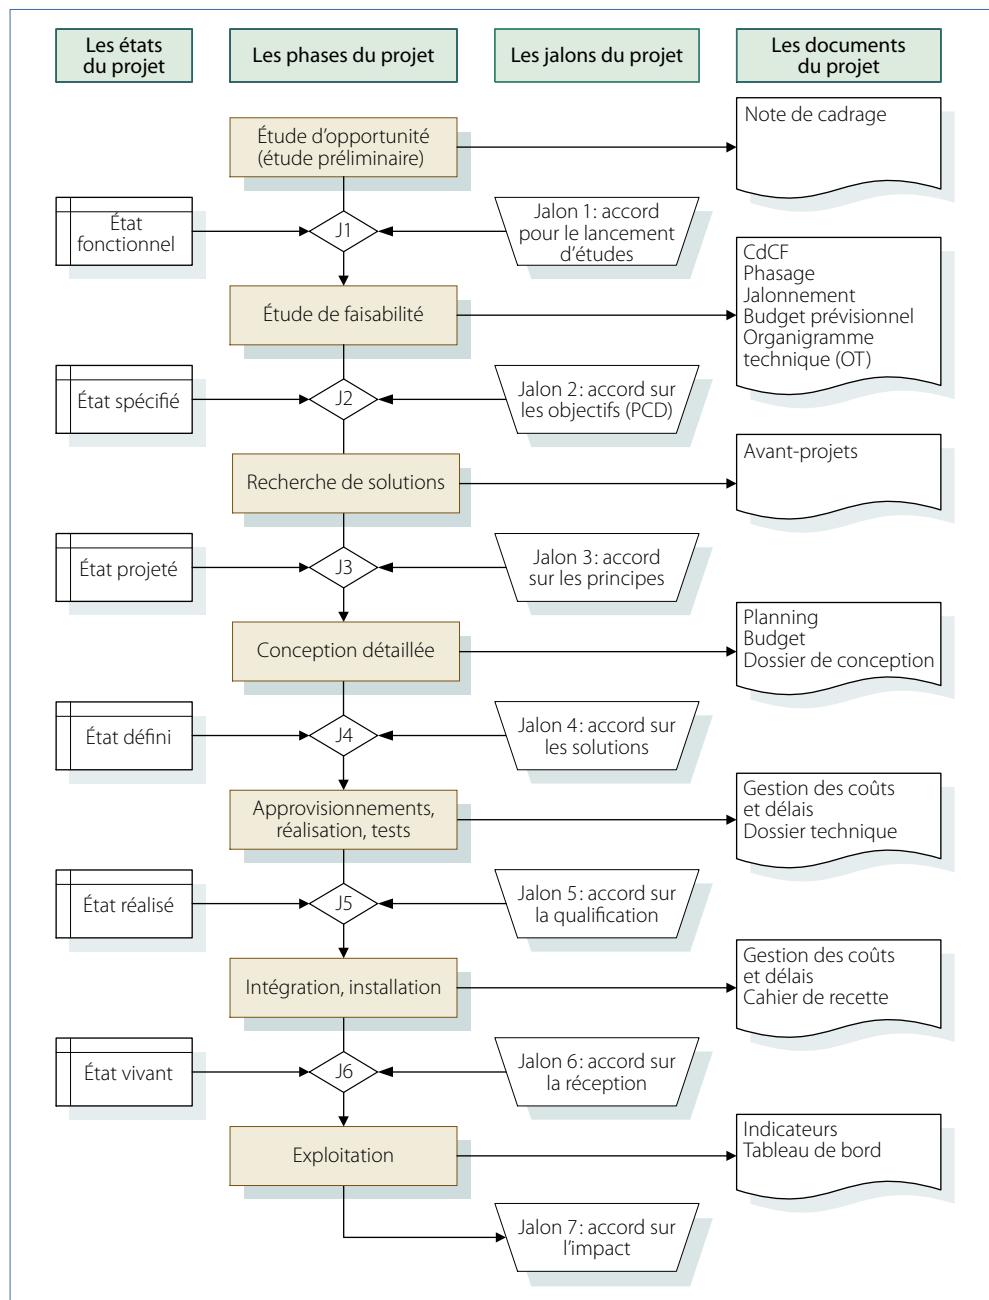 Les états
du projet
Les phases du projet
Les jalons du projet
Les documents
du projet
Étude d’opportunité
(étude préliminaire)
Note de cadrage
État
fonctionnel
J1
Jalon 1 : accord
pour le lancement
d’études
Étude de faisabilité
CdCF
Phasage
Jalonnement
Budget prévisionnel
Organigramme
technique (OT)
État spécifié
J2
Jalon 2 : accord sur
les objectifs (PCD)
Recherche de solutions
Avant-projets
État projeté
J3
Jalon 3 : accord
sur les principes
Conception détaillée
Planning
Budget
Dossier de conception
État défini
J4
Jalon 4 : accord sur
les solutions
Approvisionnements,
réalisation, tests
Gestion des coûts
et délais
Dossier technique
État réalisé
J5
Jalon 5 : accord sur
la qualification
Intégration, installation
Gestion des coûts
et délais
Cahier de recette
État vivant
J6
Jalon 6 : accord sur
la réception
Exploitation
Indicateurs
Tableau de bord
Jalon 7 : accord sur
l’impact